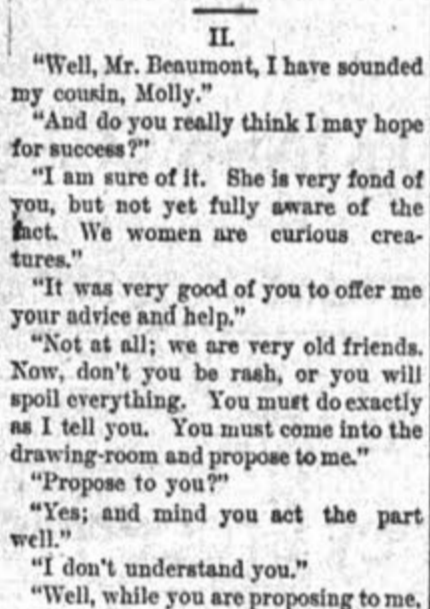 II.
"Well, Mr. Beaumont, I have sounded
my cousin, Molly."
"And do you really think I may hope
for success?"
"I am sure of it. She is very fond of
you, but not yet fully aware of the
fact. We women are curious crea-
tures."
"It was very good of you to offer me
your advice and help."
"Not at all; we are very old friends.
Now, don't you be rash, or you will
spoil everything. You must do exactly
as I tell you. You must come into the
drawing-room and propose to me."
"Propose to you?"
"Yes; and mind you act the part
well."
"I don't understand you."
"Well, while you are proposing to me,